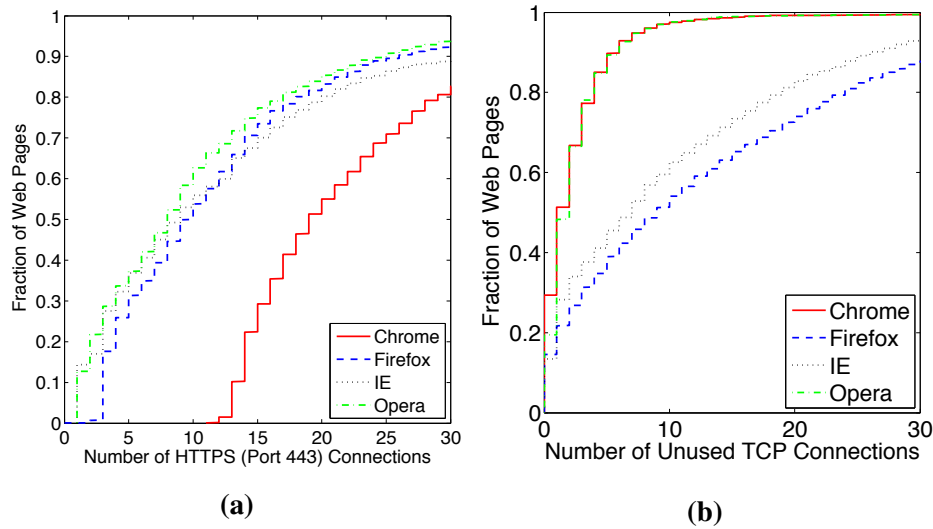 1
0.9
0.8
0.7
0.6
0.5
0.4
0.3
0.2
0.1
0
Fraction of Web Pages
0 5 10 15 20 25 30
Number of HTTPS (Port 443) Connections
Chrome
Firefox
IE
Opera
(a)
1
0.8
0.6
0.4
0.2
0
Fraction of Web Pages
0 10 20 30
Number of Unused TCP Connections
Chrome
Firefox
IE
Opera
(b)